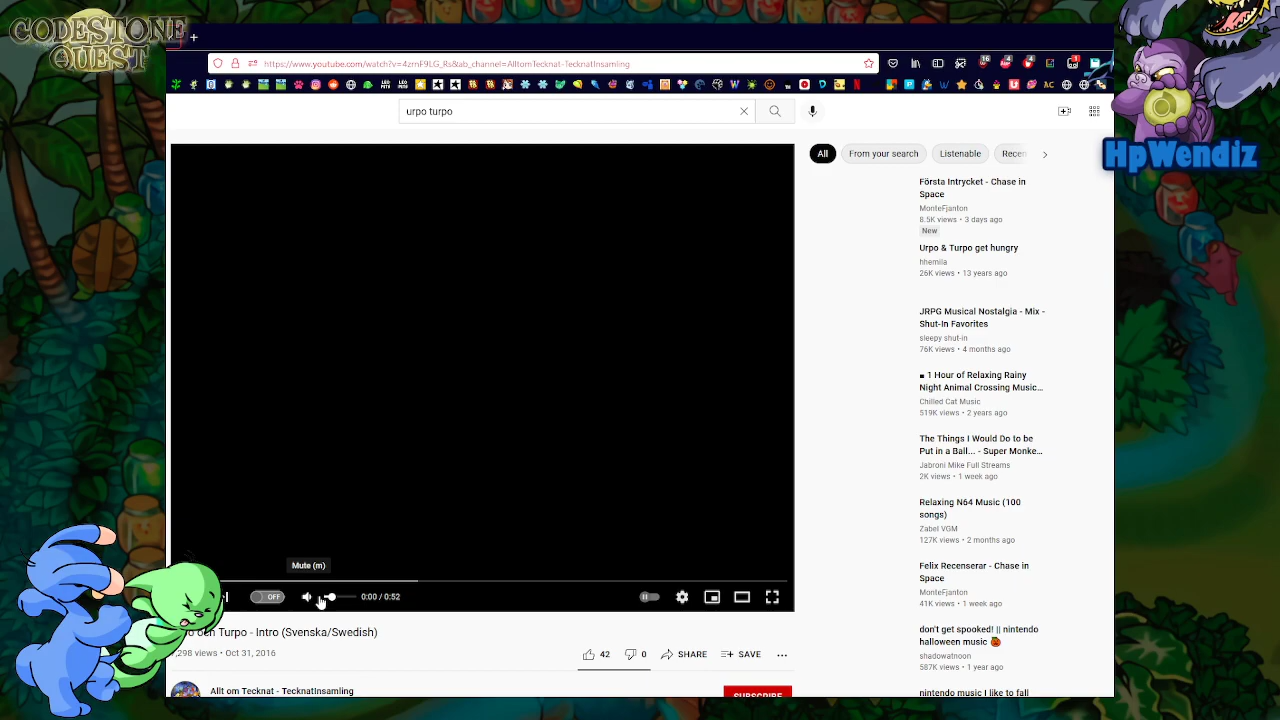 CODESTONE
QUEST
https://www.youtube.com/watch?v=4zrnF9LG_Rs&ab_channel=AlltomTecknat-TecknatInsamling
urpo turpo
HpWendiz
All
From your search
Listenable
Recen
Första Intrycket - Chase in
Space
MonteFjanton
8.5K views • 3 days ago
New
Urpo & Turpo get hungry
hhemila
26K views • 13 years ago
JRPG Musical Nostalgia - Mix -
Shut-In Favorites
sleepy shut-in
76K views • 4 months ago
1 Hour of Relaxing Rainy
Night Animal Crossing Music...
Chilled Cat Music
519K views • 2 years ago
The Things I Would Do to be
Put in a Ball... - Super Monke...
Jabroni Mike Full Streams
2K views • 1 week ago
Relaxing N64 Music (100
songs)
Zabel VGM
127K views • 2 months ago
Felix Recenserar - Chase in
Space
MonteFjanton
41K views • 1 week ago
don't get spooked! || nintendo
halloween music 🎃
shadowatnoon
587K views • 1 year ago
nintendo music I like to fall
Mute (m)
OFF
0:00 / 0:52
och Turpo - Intro (Svenska/Swedish)
,298 views • Oct 31, 2016
42
0
SHARE
SAVE
Allt om Tecknat - TecknatInsamling
SUBSCRIBE